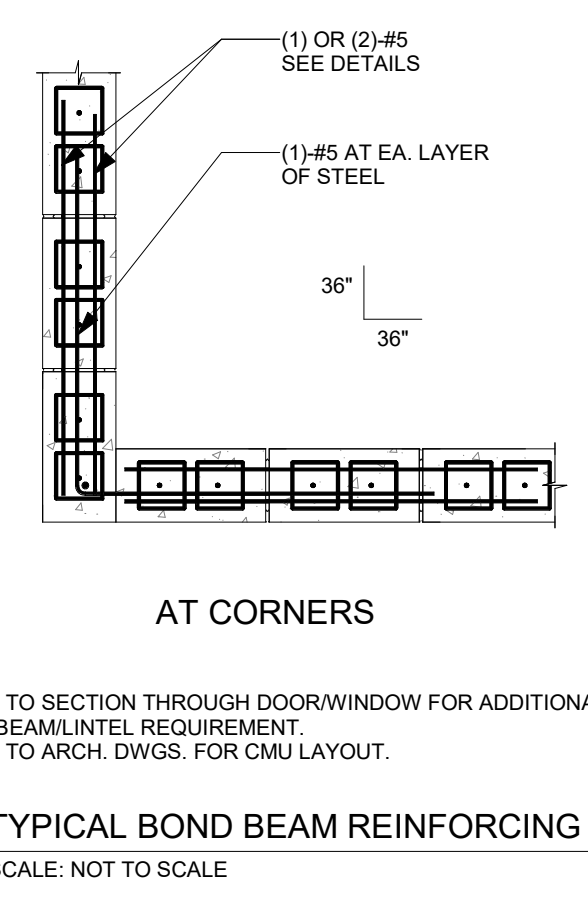 (1) OR (2)-#5
SEE DETAILS
(1)-#5 AT EA. LAYER
OF STEEL
36"
36"
AT CORNERS
TO SECTION THROUGH DOOR/WINDOW FOR
BEAM/LINTEL REQUIREMENT.
TO ARCH. DWGS. FOR CMU LAYOUT.
TYPICAL BOND BEAM REINFORCING
SCALE: NOT TO SCALE